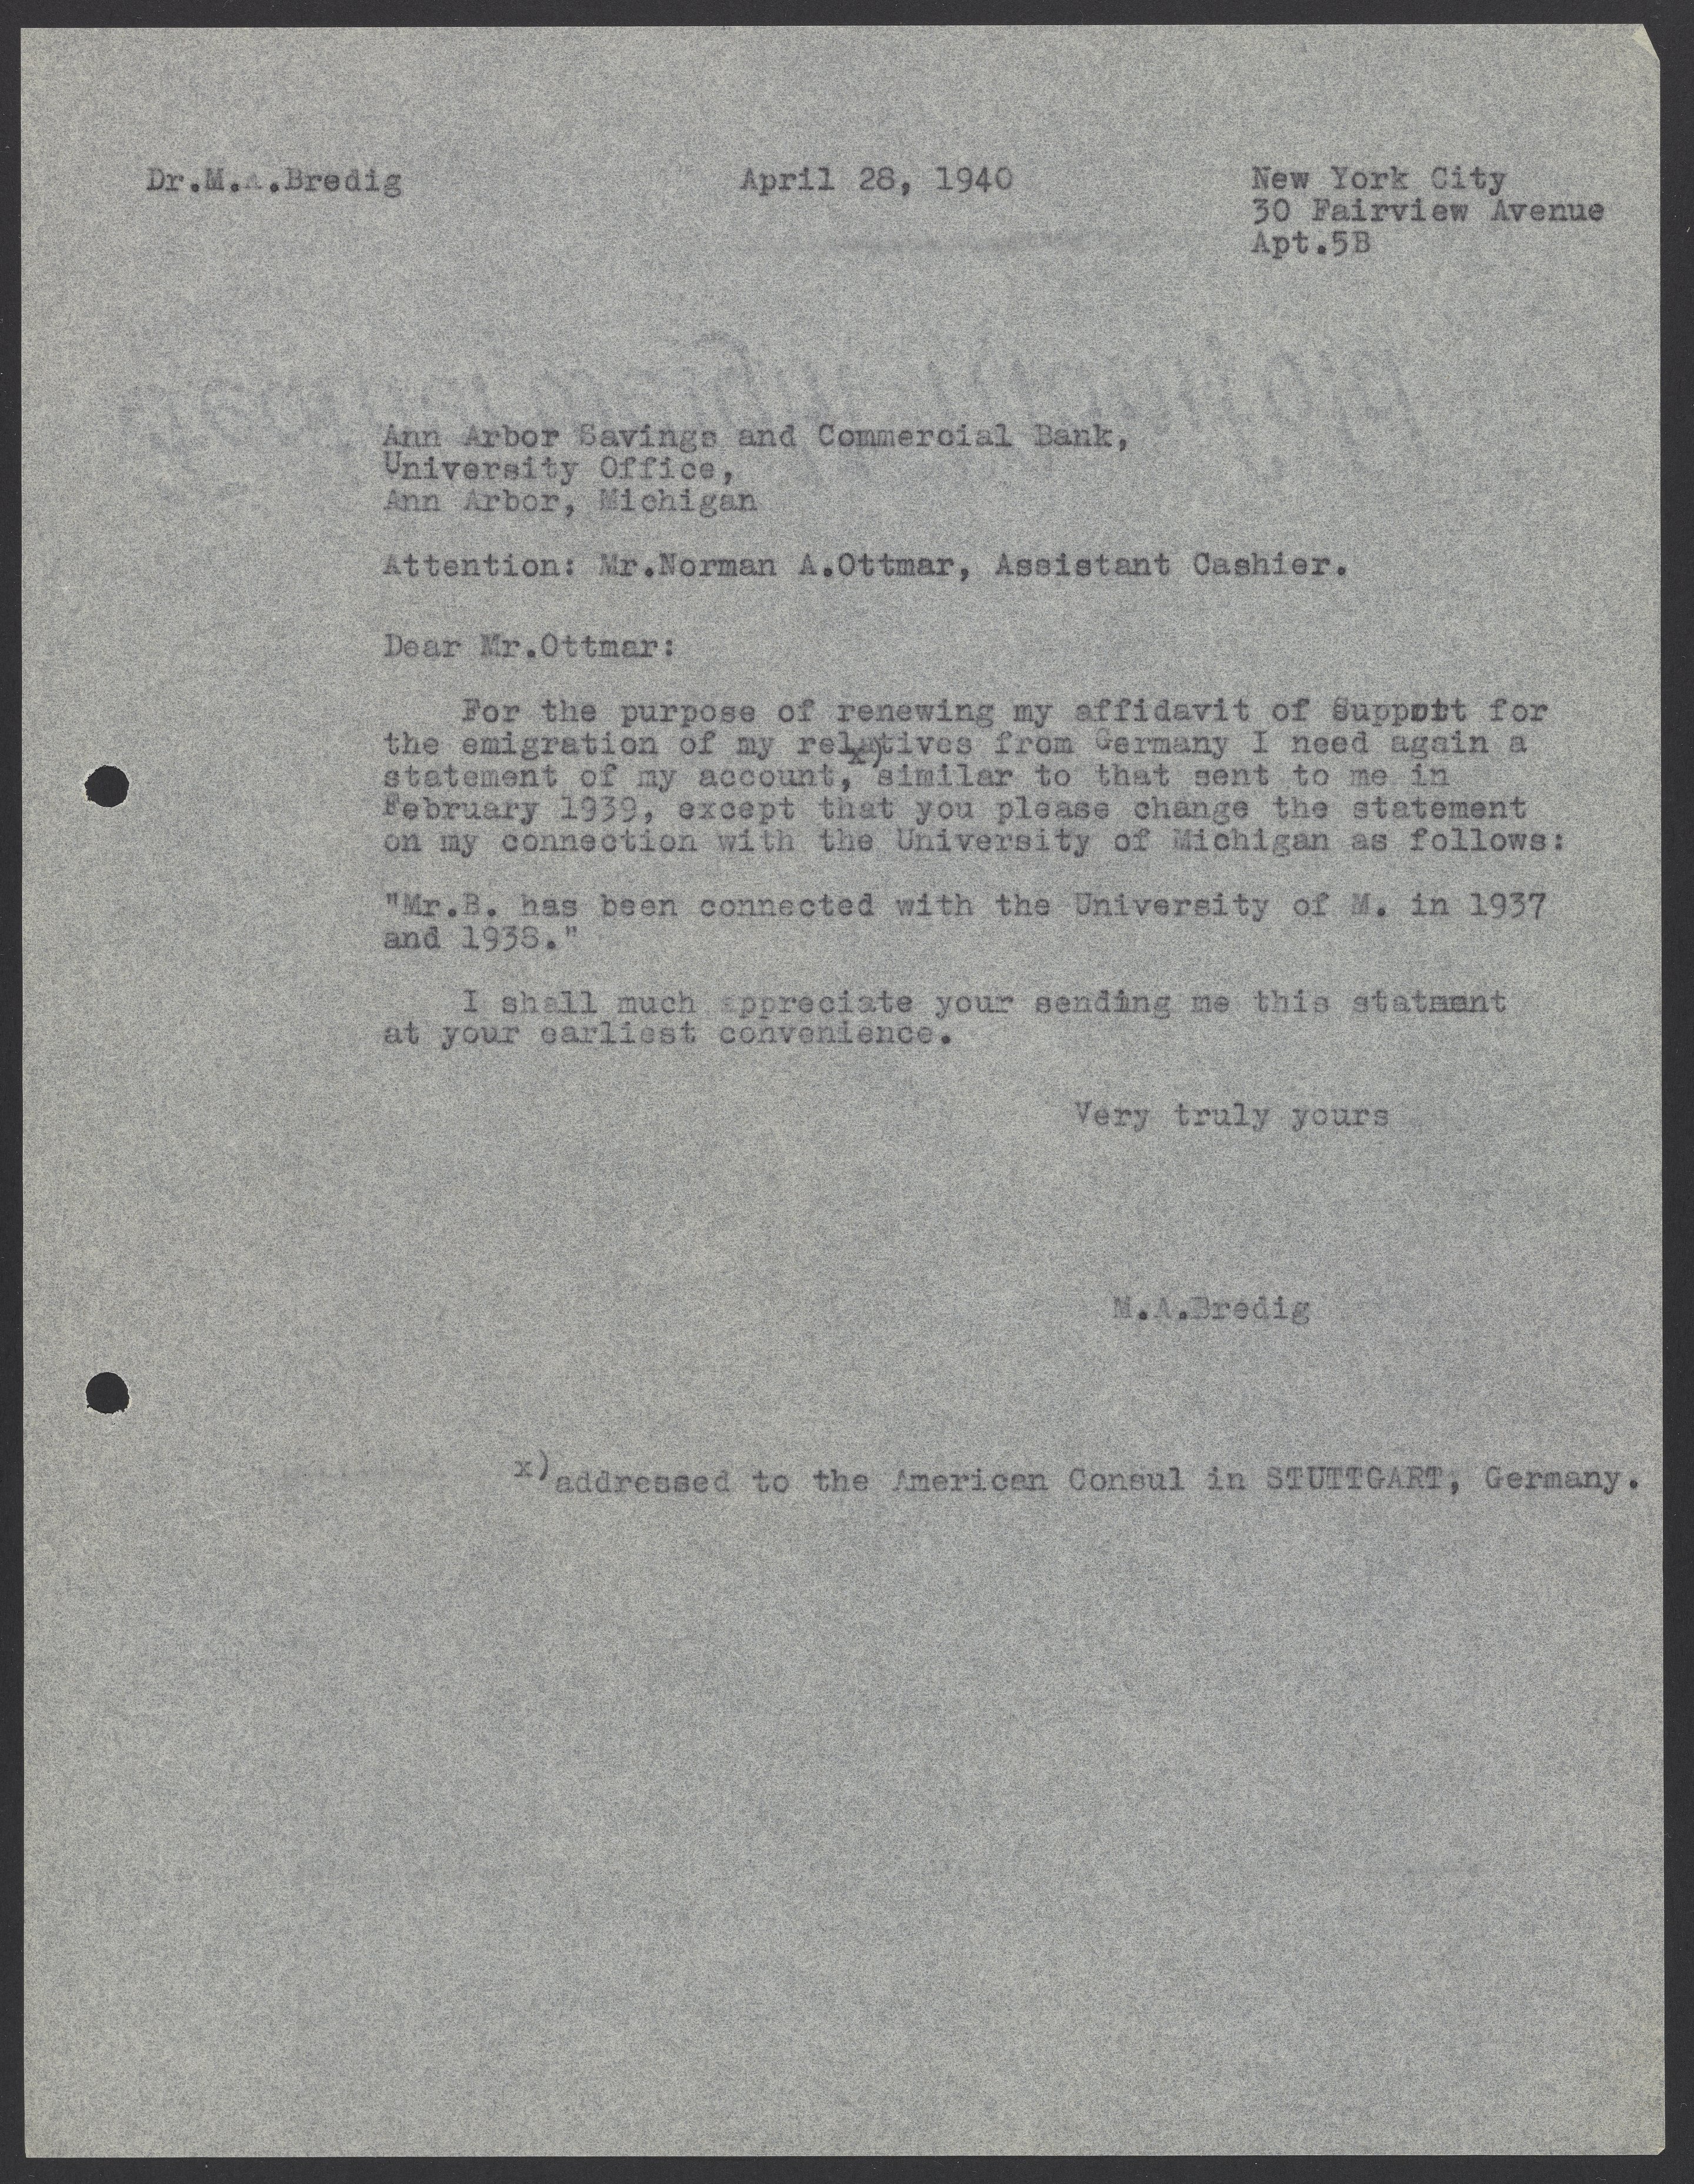 Dr.M.A.Bredig
April 28, 1940
New York City
30 Fairview Avenue
Apt.5B
Ann Arbor Savings and Commercial Bank,
University Office,
Ann Arbor, Michigan
Attention: Mr.Norman A.Ottmar, Assistant Cashier.
Dear Mr.Ottmar:
For the purpose of renewing my affidavit of Support for
the emigration of my relatives from Germany I need again a
statement of my account,x) similar to that sent to me in
February 1939, except that you please change the statement
on my connection with the University of Michigan as follows:
"Mr.B. has been connected with the University of M. in 1937
and 1938."
I shall much appreciate your sending me this statment
at your earliest convenience.
Very truly yours
M.A.Bredig
x) addressed to the American Consul in STUTTGART, Germany.